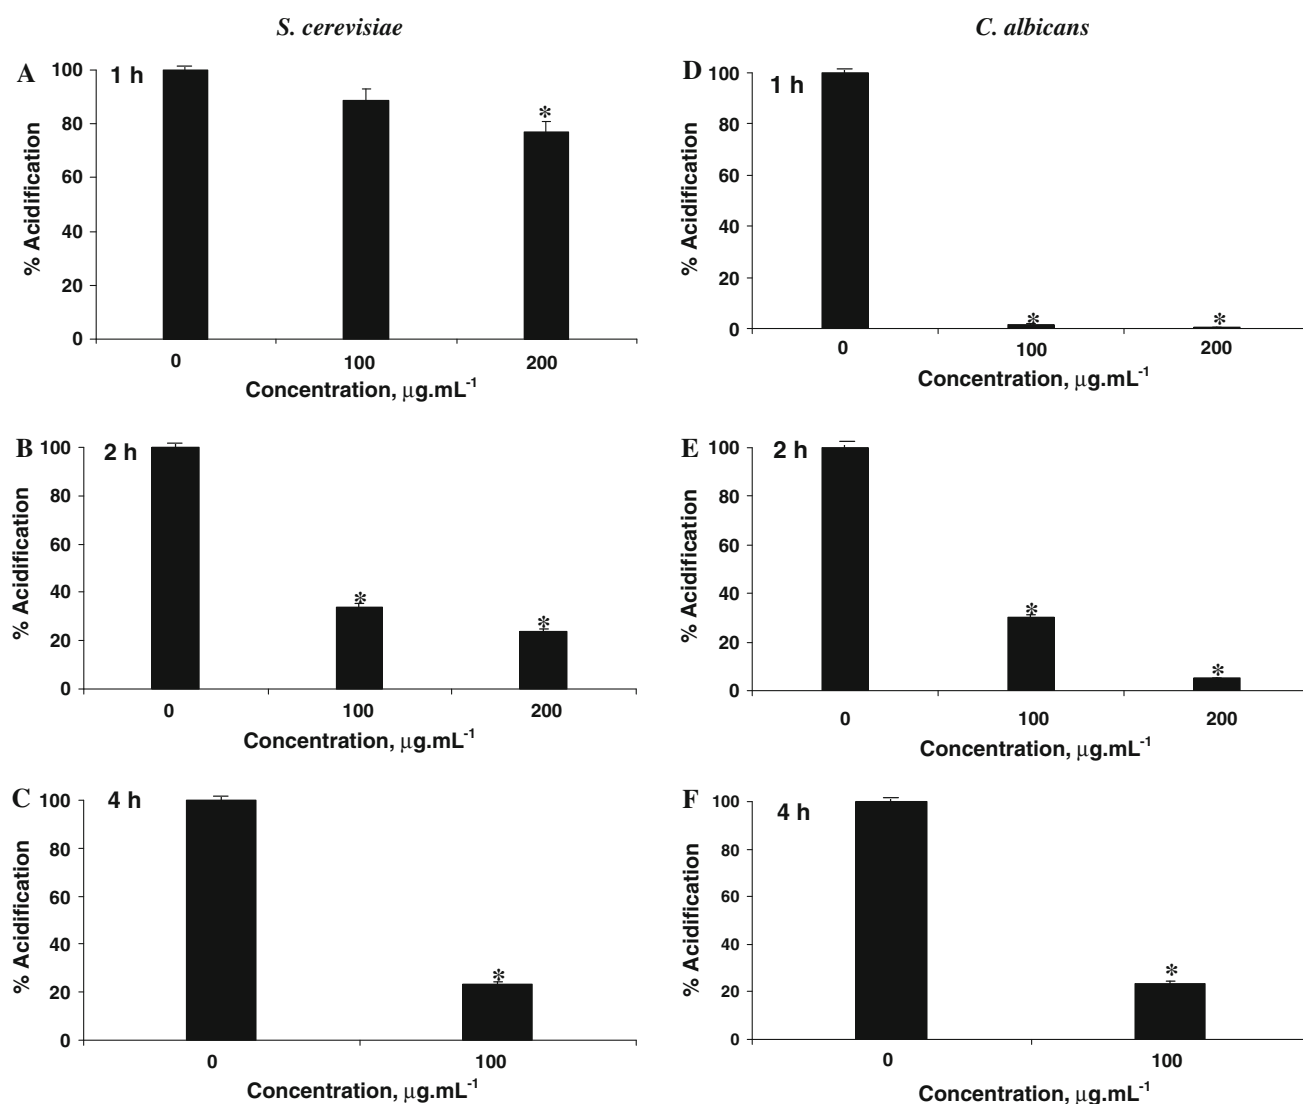 S. cerevisiae
C. albicans
A
1 h
100
80
60
40
20
0
% Acidification
*
0 100 200
Concentration, μg.mL⁻¹
D
1 h
100
80
60
40
20
0
% Acidification
* *
0 100 200
Concentration, μg.mL⁻¹
B
2 h
100
80
60
40
20
0
% Acidification
* *
0 100 200
Concentration, μg.mL⁻¹
E
2 h
100
80
60
40
20
0
% Acidification
* *
0 100 200
Concentration, μg.mL⁻¹
C
4 h
100
80
60
40
20
0
% Acidification
*
0 100
Concentration, μg.mL⁻¹
F
4 h
100
80
60
40
20
0
% Acidification
*
0 100
Concentration, μg.mL⁻¹